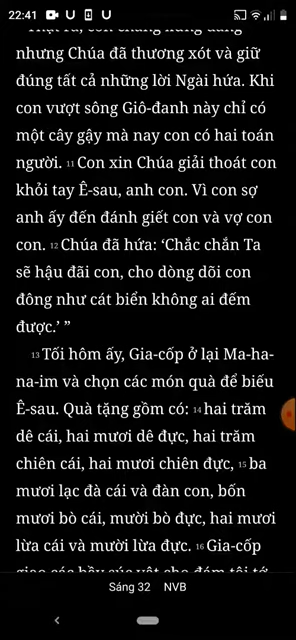 22:41
nhưng Chúa đã thương xót và giữ
đúng tất cả những lời Ngài hứa. Khi
con vượt sông Giô-đanh này chỉ có
một cây gậy mà nay con có hai toán
người. 11 Con xin Chúa giải thoát con
khỏi tay Ê-sau, anh con. Vì con sợ
anh ấy đến đánh giết con và vợ con
con. 12 Chúa đã hứa: ‘Chắc chắn Ta
sẽ hậu đãi con, cho dòng dõi con
đông như cát biển không ai đếm
được.’ ”
13 Tối hôm ấy, Gia-cốp ở lại Ma-ha-
na-im và chọn các món quà để biếu
Ê-sau. Quà tặng gồm có: 14 hai trăm
dê cái, hai mươi dê đực, hai trăm
chiên cái, hai mươi chiên đực, 15 ba
mươi lạc đà cái và đàn con, bốn
mươi bò cái, mười bò đực, hai mươi
lừa cái và mười lừa đực. 16 Gia-cốp
Sáng 32 NVB